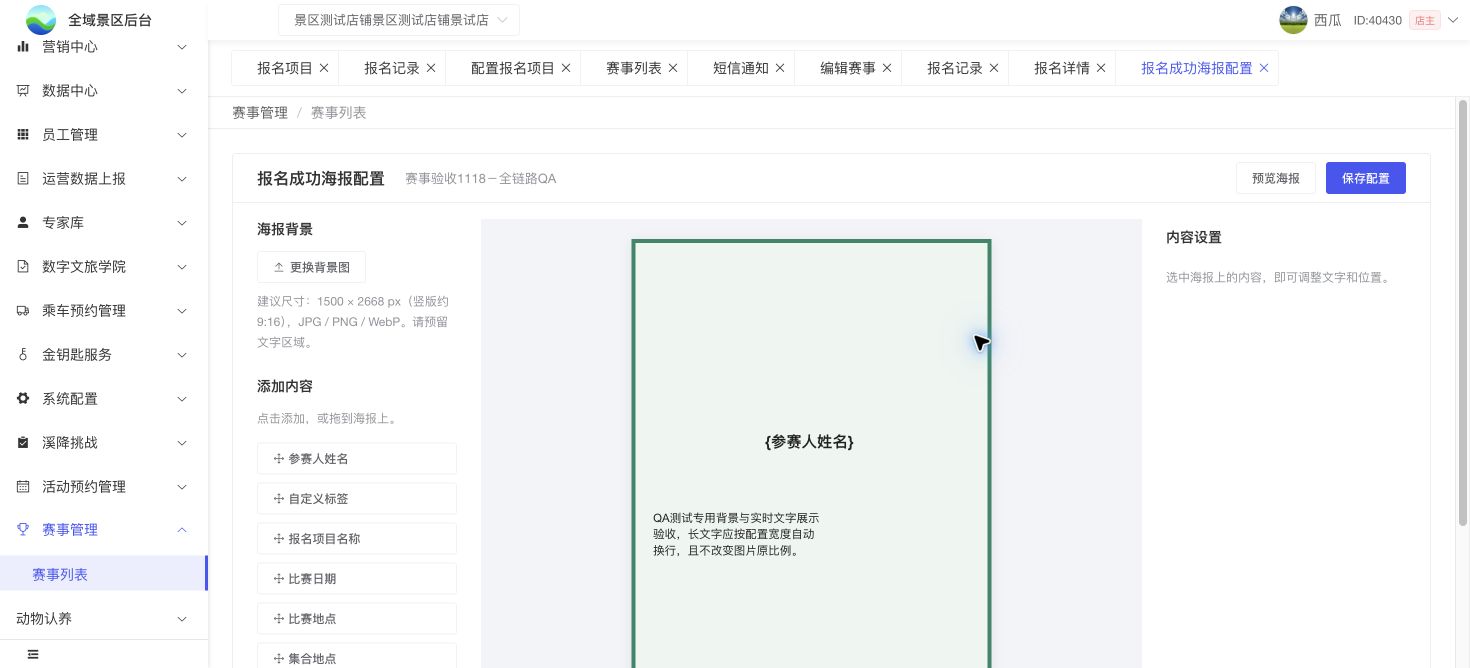 全域景区后台
景区测试店铺景区测试店铺景试店
西瓜 ID:40430 店主
营销中心
数据中心
员工管理
运营数据上报
专家库
数字文旅学院
乘车预约管理
金钥匙服务
系统配置
溪降挑战
活动预约管理
赛事管理
赛事列表
动物认养
报名项目 报名记录 配置报名项目 赛事列表 短信通知 编辑赛事 报名记录 报名详情 报名成功海报配置
赛事管理 / 赛事列表
报名成功海报配置 赛事验收1118－全链路QA
预览海报 保存配置
海报背景
更换背景图
建议尺寸：1500 × 2668 px（竖版约
9:16），JPG / PNG / WebP。请预留
文字区域。
添加内容
点击添加，或拖到海报上。
参赛人姓名
自定义标签
报名项目名称
比赛日期
比赛地点
集合地点
{参赛人姓名}
QA测试专用背景与实时文字展示
验收，长文字应按配置宽度自动
换行，且不改变图片原比例。
内容设置
选中海报上的内容，即可调整文字和位置。